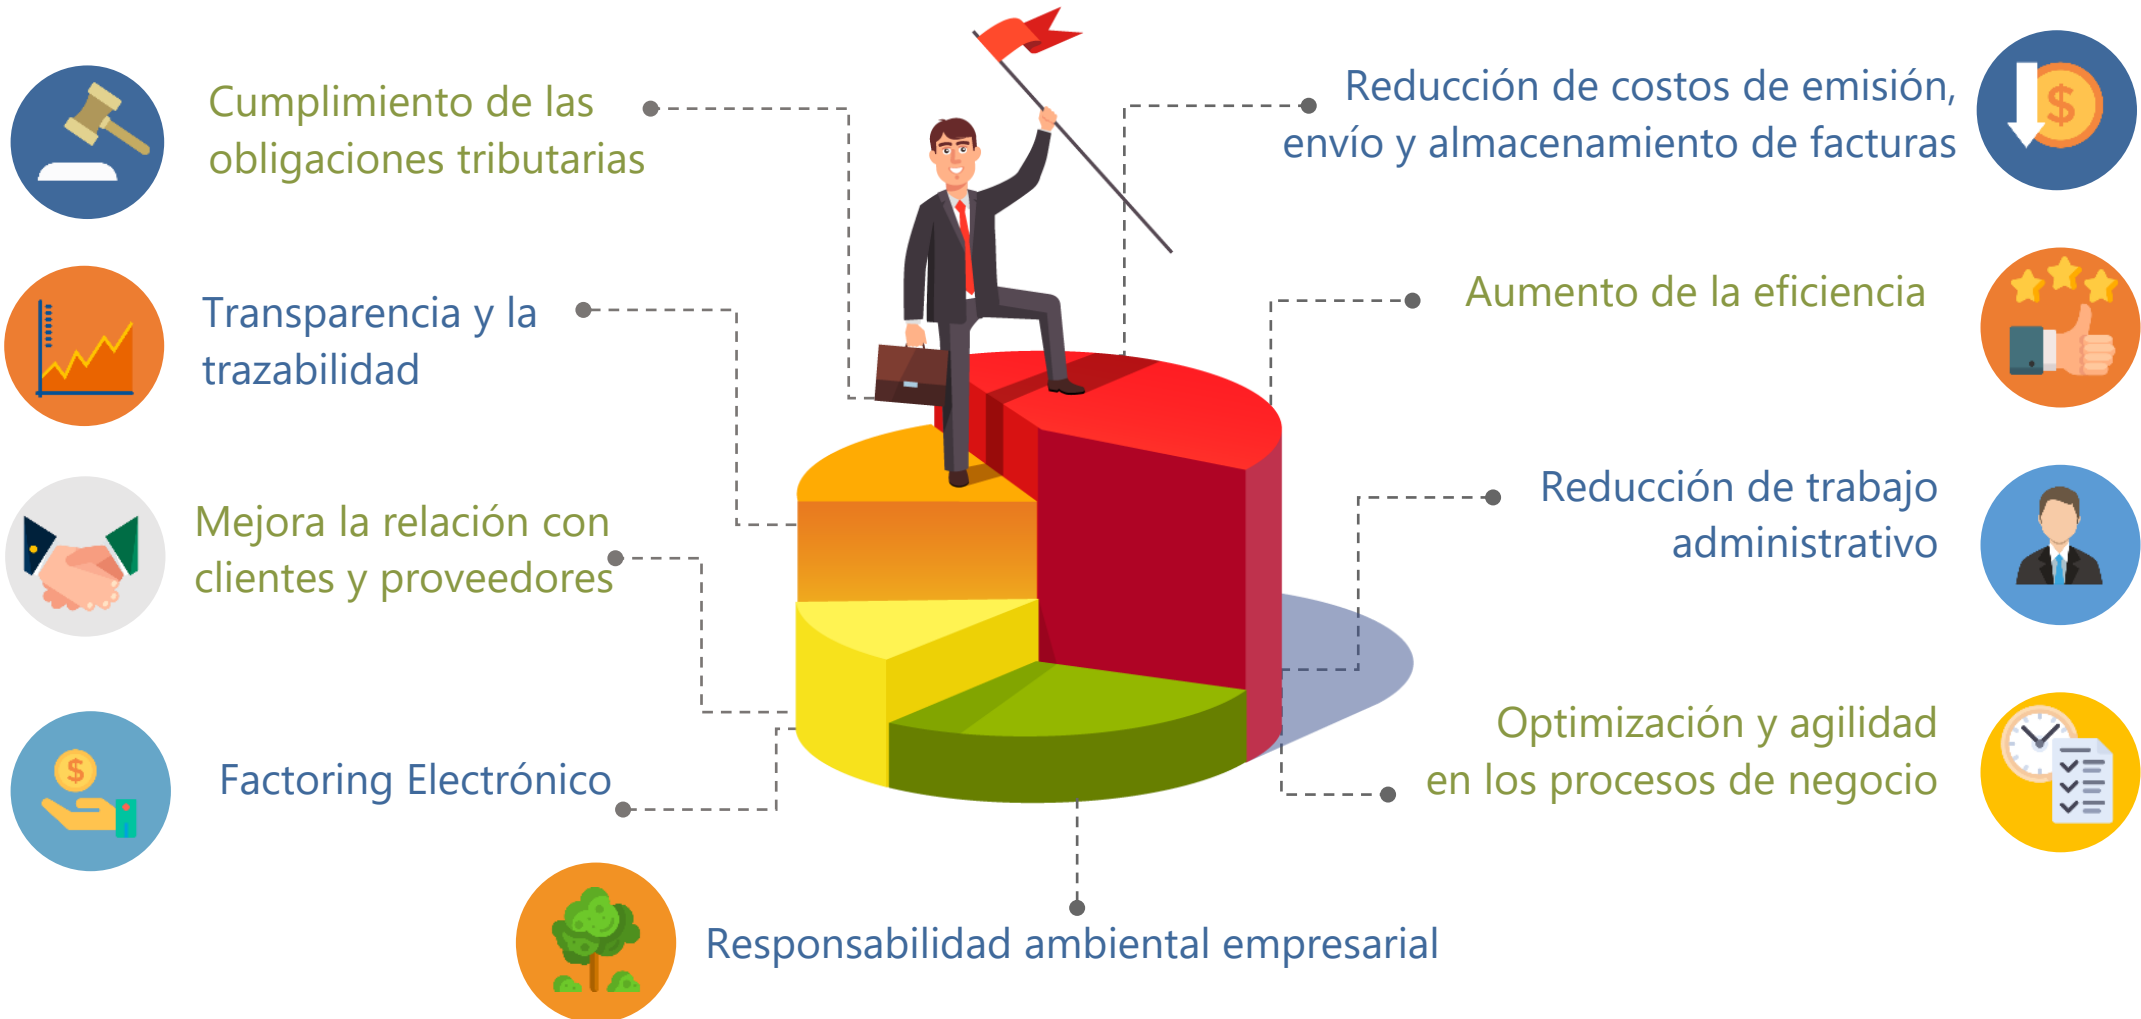 Cumplimiento de las
obligaciones tributarias
Transparencia y la
trazabilidad
Mejora la relación con
clientes y proveedores
Factoring Electrónico
Responsabilidad ambiental empresarial
Reducción de costos de emisión,
envío y almacenamiento de facturas
Aumento de la eficiencia
Reducción de trabajo
administrativo
Optimización y agilidad
en los procesos de negocio